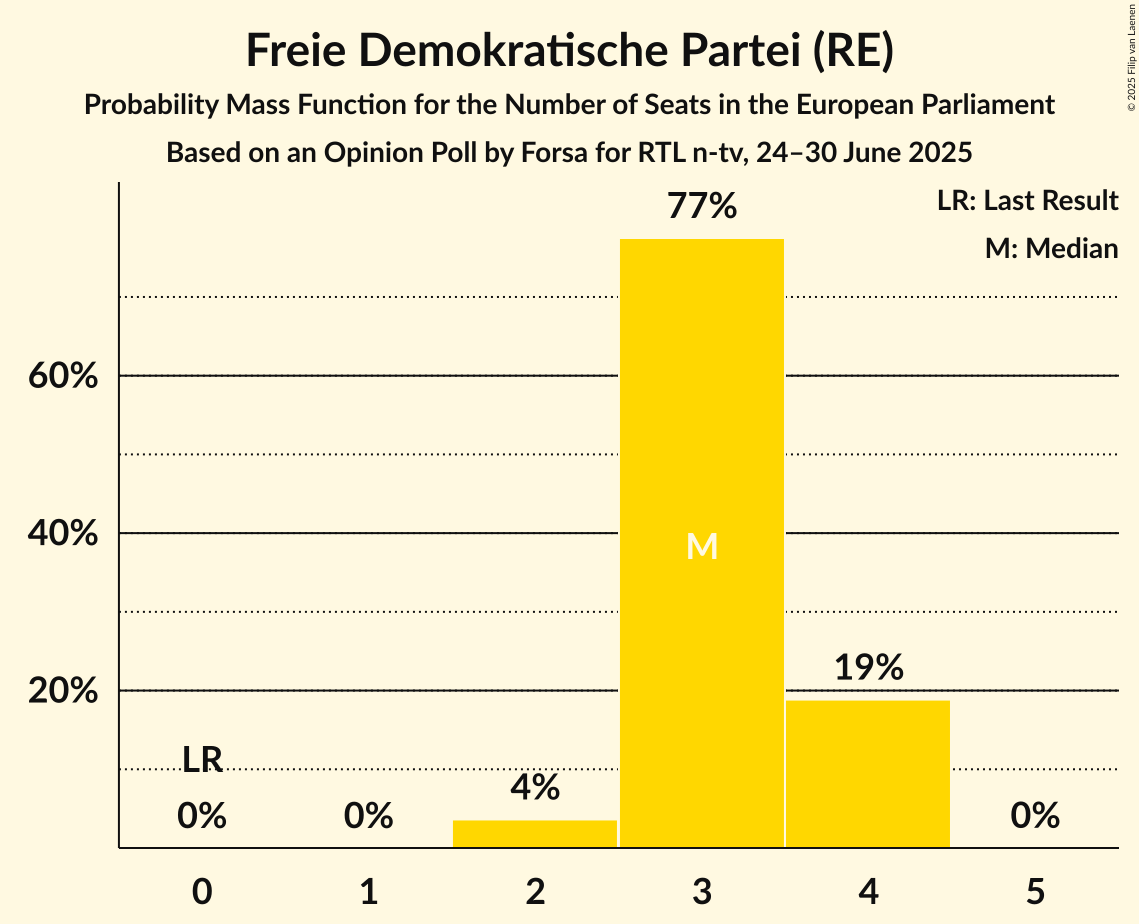 Freie Demokratische Partei (RE)
Probability Mass Function for the Number of Seats in the European Parliament
Based on an Opinion Poll by Forsa for RTL n-tv, 24–30 June 2025
© 2025 Filip van Laenen
LR: Last Result
M: Median
77%
60%
40%
M
19%
20%
LR
4%
0%
0%
0%
0
1
2
3
4
5